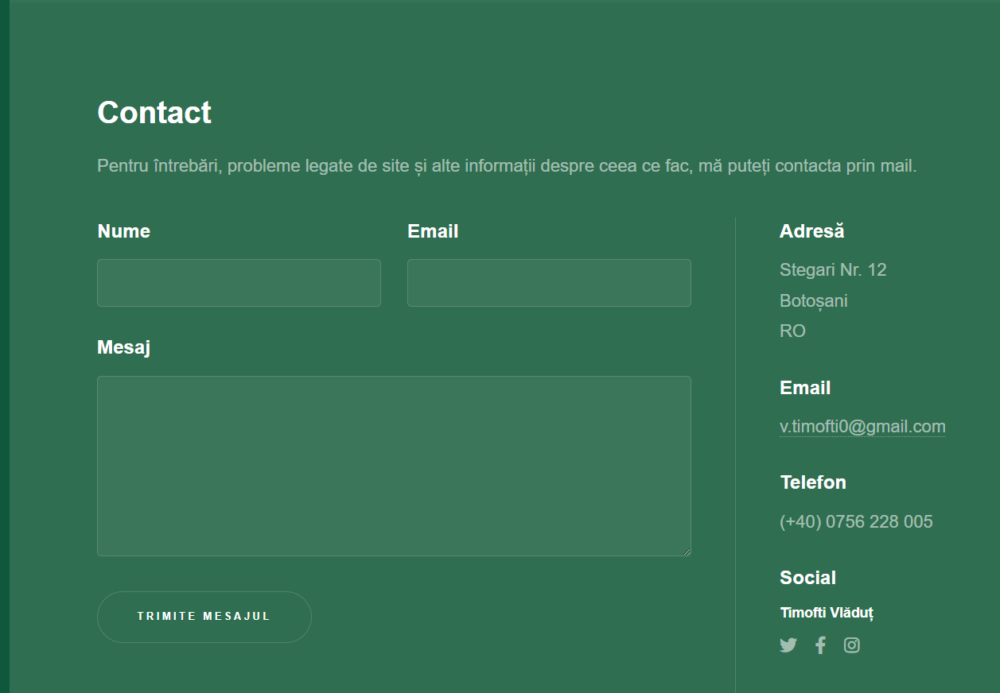 Contact
Pentru întrebări, probleme legate de site și alte informații despre ceea ce fac, mă puteți contacta prin mail.
Nume
Email
Mesaj
TRIMITE MESAJUL
Adresă
Stegari Nr. 12
Botoșani
RO
Email
v.timofti0@gmail.com
Telefon
(+40) 0756 228 005
Social
Timofti Vlăduț